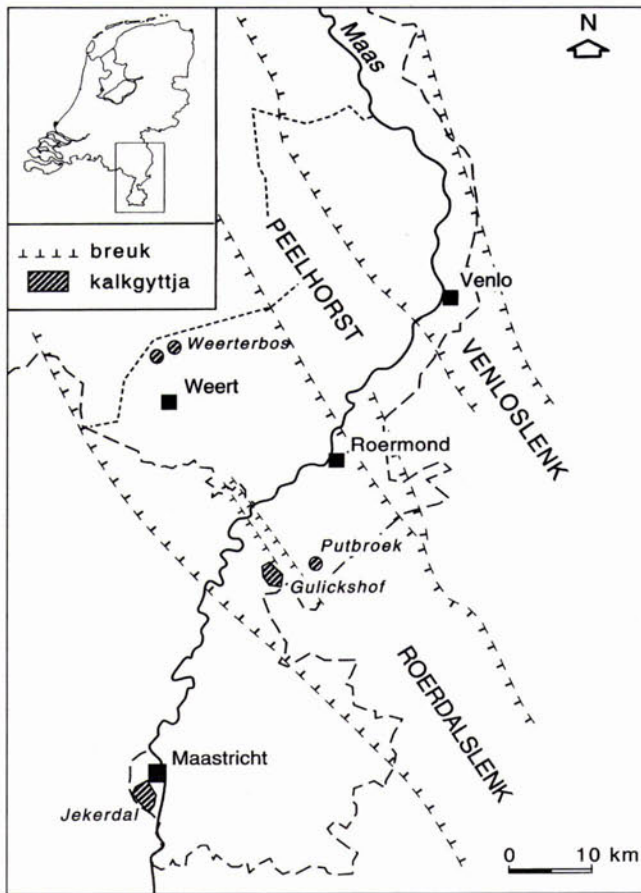 N
Maas
breuk
kalkgyttja
PEELHORST
Venlo
Weerterbos
VENLOSLENK
Weert
Roermond
Putbroek
Gulickshof
ROERDALSLENK
Maastricht
Jekerdal
0 10 km